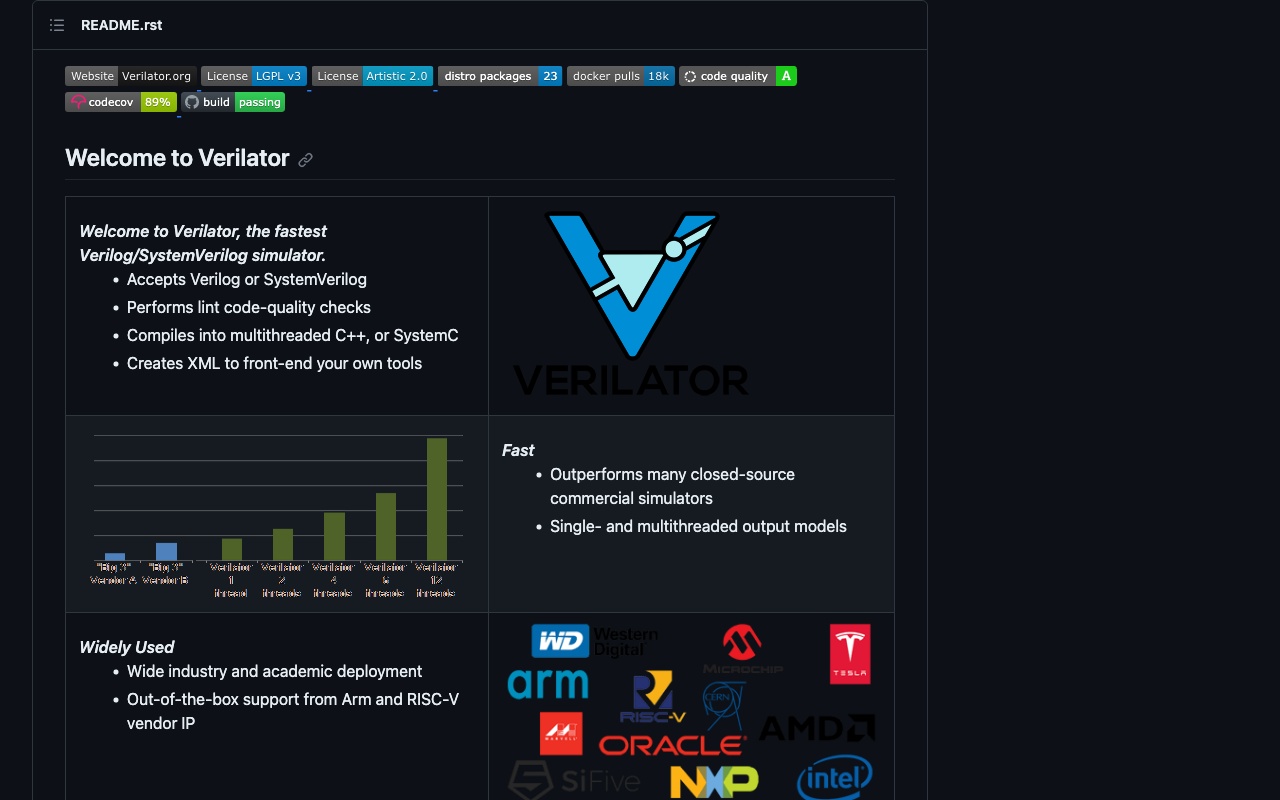 README.rst
Website Verilator.org License LGPL v3 License Artistic 2.0 distro packages 23 docker pulls 18k code quality A
codecov 89% build passing
Welcome to Verilator
Welcome to Verilator, the fastest
Verilog/SystemVerilog simulator.
• Accepts Verilog or SystemVerilog
• Performs lint code-quality checks
• Compiles into multithreaded C++, or SystemC
• Creates XML to front-end your own tools
VERILATOR
"Big 3" "Big 3" Verilator Verilator Verilator Verilator Verilator
Vendor A Vendor B 1 2 4 6 12
thread threads threads threads threads
Fast
• Outperforms many closed-source
commercial simulators
• Single- and multithreaded output models
Widely Used
• Wide industry and academic deployment
• Out-of-the-box support from Arm and RISC-V
vendor IP
WD Western
Digital
MICROCHIP
TESLA
arm
RISC-V
CERN
AMD
MARVELL
ORACLE
SiFive
NXP
intel